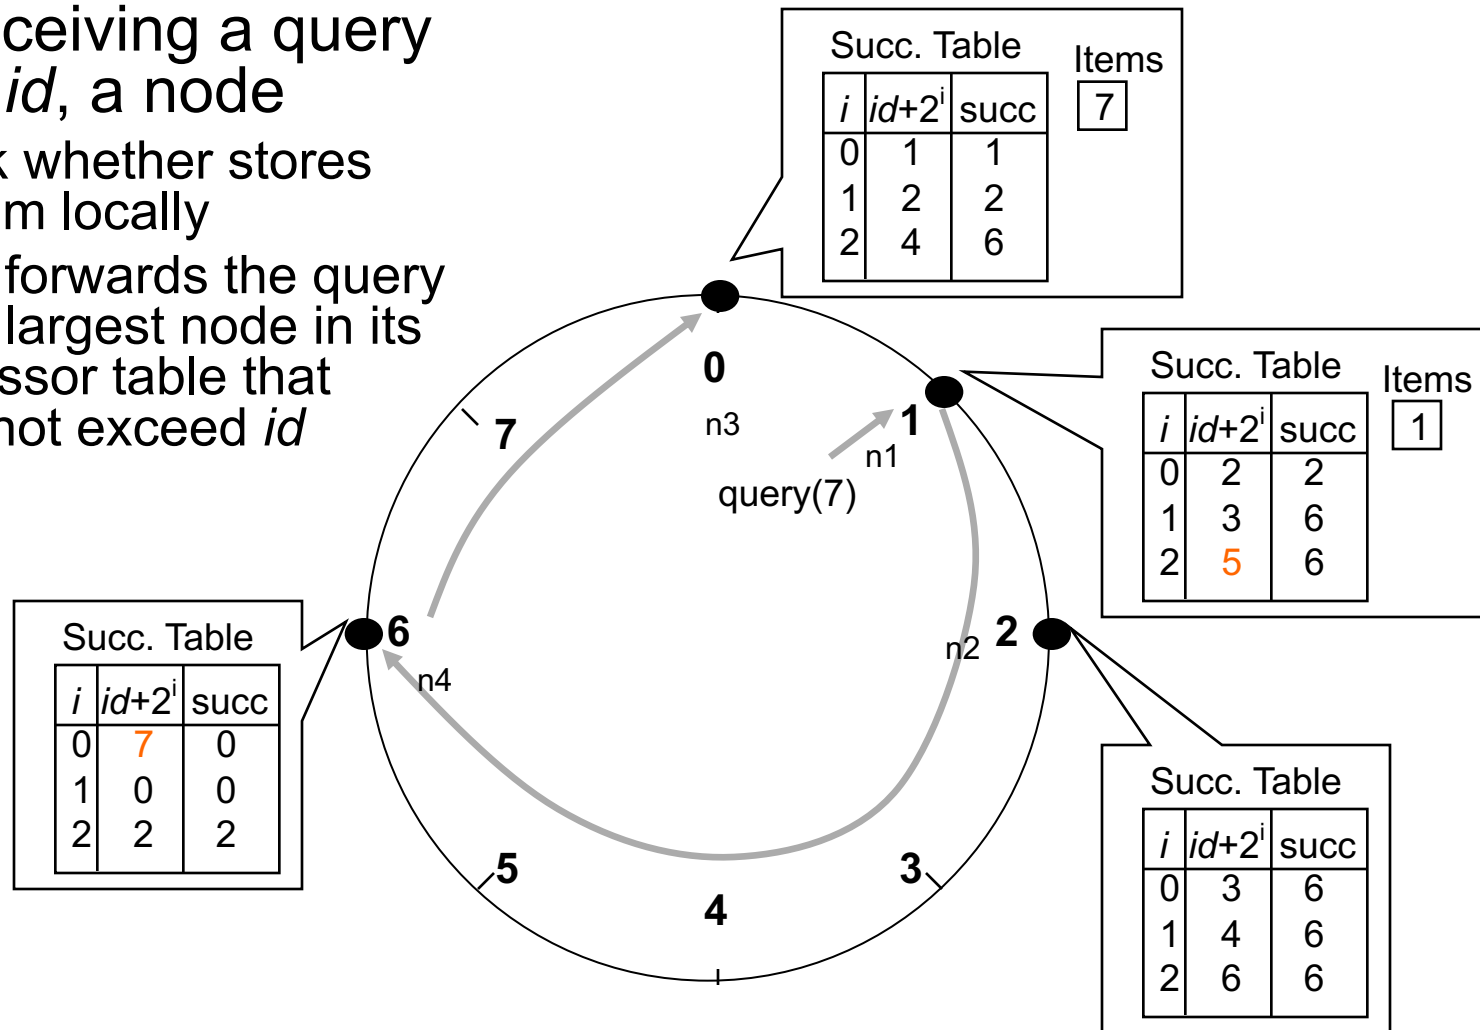 ceiving a query
id, a node
k whether stores
m locally
forwards the query
largest node in its
ssor table that
not exceed id
Succ. Table
Items
i id+2^i succ
7
0 1 1
1 2 2
2 4 6
Succ. Table
Items
i id+2^i succ
1
0 2 2
1 3 6
2 5 6
0
n3
7
1
n1
query(7)
6
n4
n2
2
Succ. Table
i id+2^i succ
0 7 0
1 0 0
2 2 2
5
3
4
Succ. Table
i id+2^i succ
0 3 6
1 4 6
2 6 6